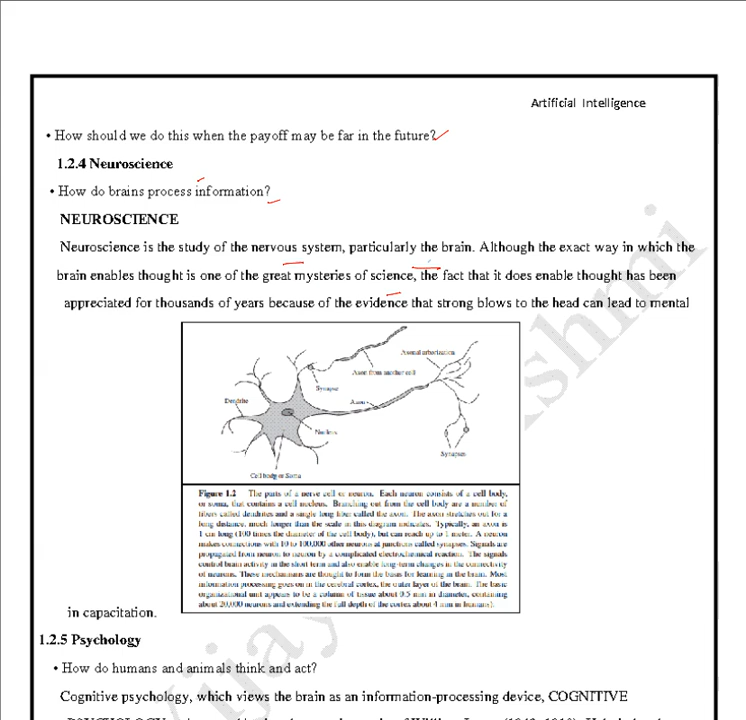 Artificial Intelligence
• How should we do this when the payoff may be far in the future?
1.2.4 Neuroscience
• How do brains process information?
NEUROSCIENCE
Neuroscience is the study of the nervous system, particularly the brain. Although the exact way in which the
brain enables thought is one of the great mysteries of science, the fact that it does enable thought has been
appreciated for thousands of years because of the evidence that strong blows to the head can lead to mental
Axonal arborization
Axon from another cell
Synapse
Dendrite
Axon
Nucleus
Synapses
Cell body or Soma
Figure 1.2 The parts of a nerve cell or neuron. Each neuron consists of a cell body,
or soma, that contains a cell nucleus. Branching out from the cell body are a number of
fibers called dendrites and a single long fiber called the axon. The axon stretches out for a
long distance, much longer than the scale in this diagram indicates. Typically, an axon is
1 cm long (100 times the diameter of the cell body), but can reach up to 1 meter. A neuron
makes connections with 10 to 100,000 other neurons at junctions called synapses. Signals are
propagated from neuron to neuron by a complicated electrochemical reaction. The signals
control brain activity in the short term and also enable long-term changes in the connectivity
of neurons. These mechanisms are thought to form the basis for learning in the brain. Most
information processing goes on in the cerebral cortex, the outer layer of the brain. The basic
organizational unit appears to be a column of tissue about 0.5 mm in diameter, containing
about 20,000 neurons and extending the full depth of the cortex about 4 mm in humans).
in capacitation.
1.2.5 Psychology
• How do humans and animals think and act?
Cognitive psychology, which views the brain as an information-processing device, COGNITIVE